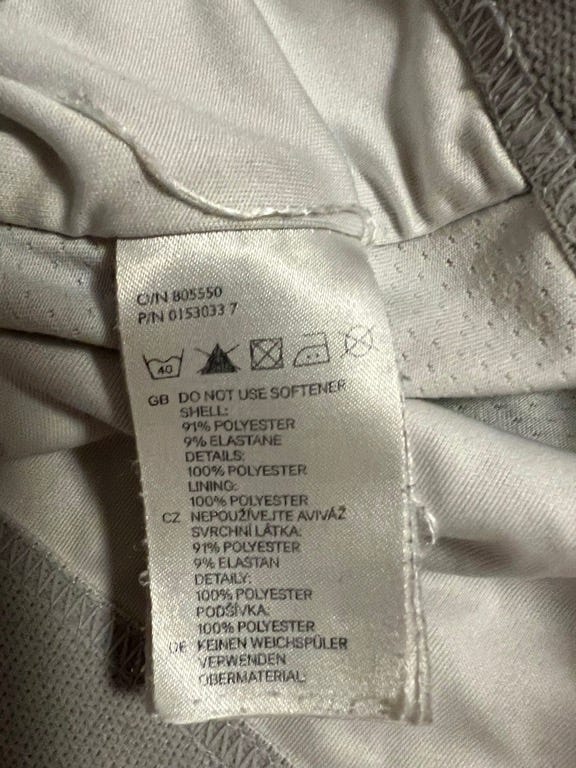 O/N 805550
P/N 0153033 7
40
GB DO NOT USE SOFTENER
SHELL:
91% POLYESTER
9% ELASTANE
DETAILS:
100% POLYESTER
LINING:
100% POLYESTER
CZ NEPOUŽÍVEJTE AVIVÁŽ
SVRCHNÍ LÁTKA:
91% POLYESTER
9% ELASTAN
DETAILY:
100% POLYESTER
PODŠÍVKA:
100% POLYESTER
DE KEINEN WEICHSPÜLER
VERWENDEN
OBERMATERIAL